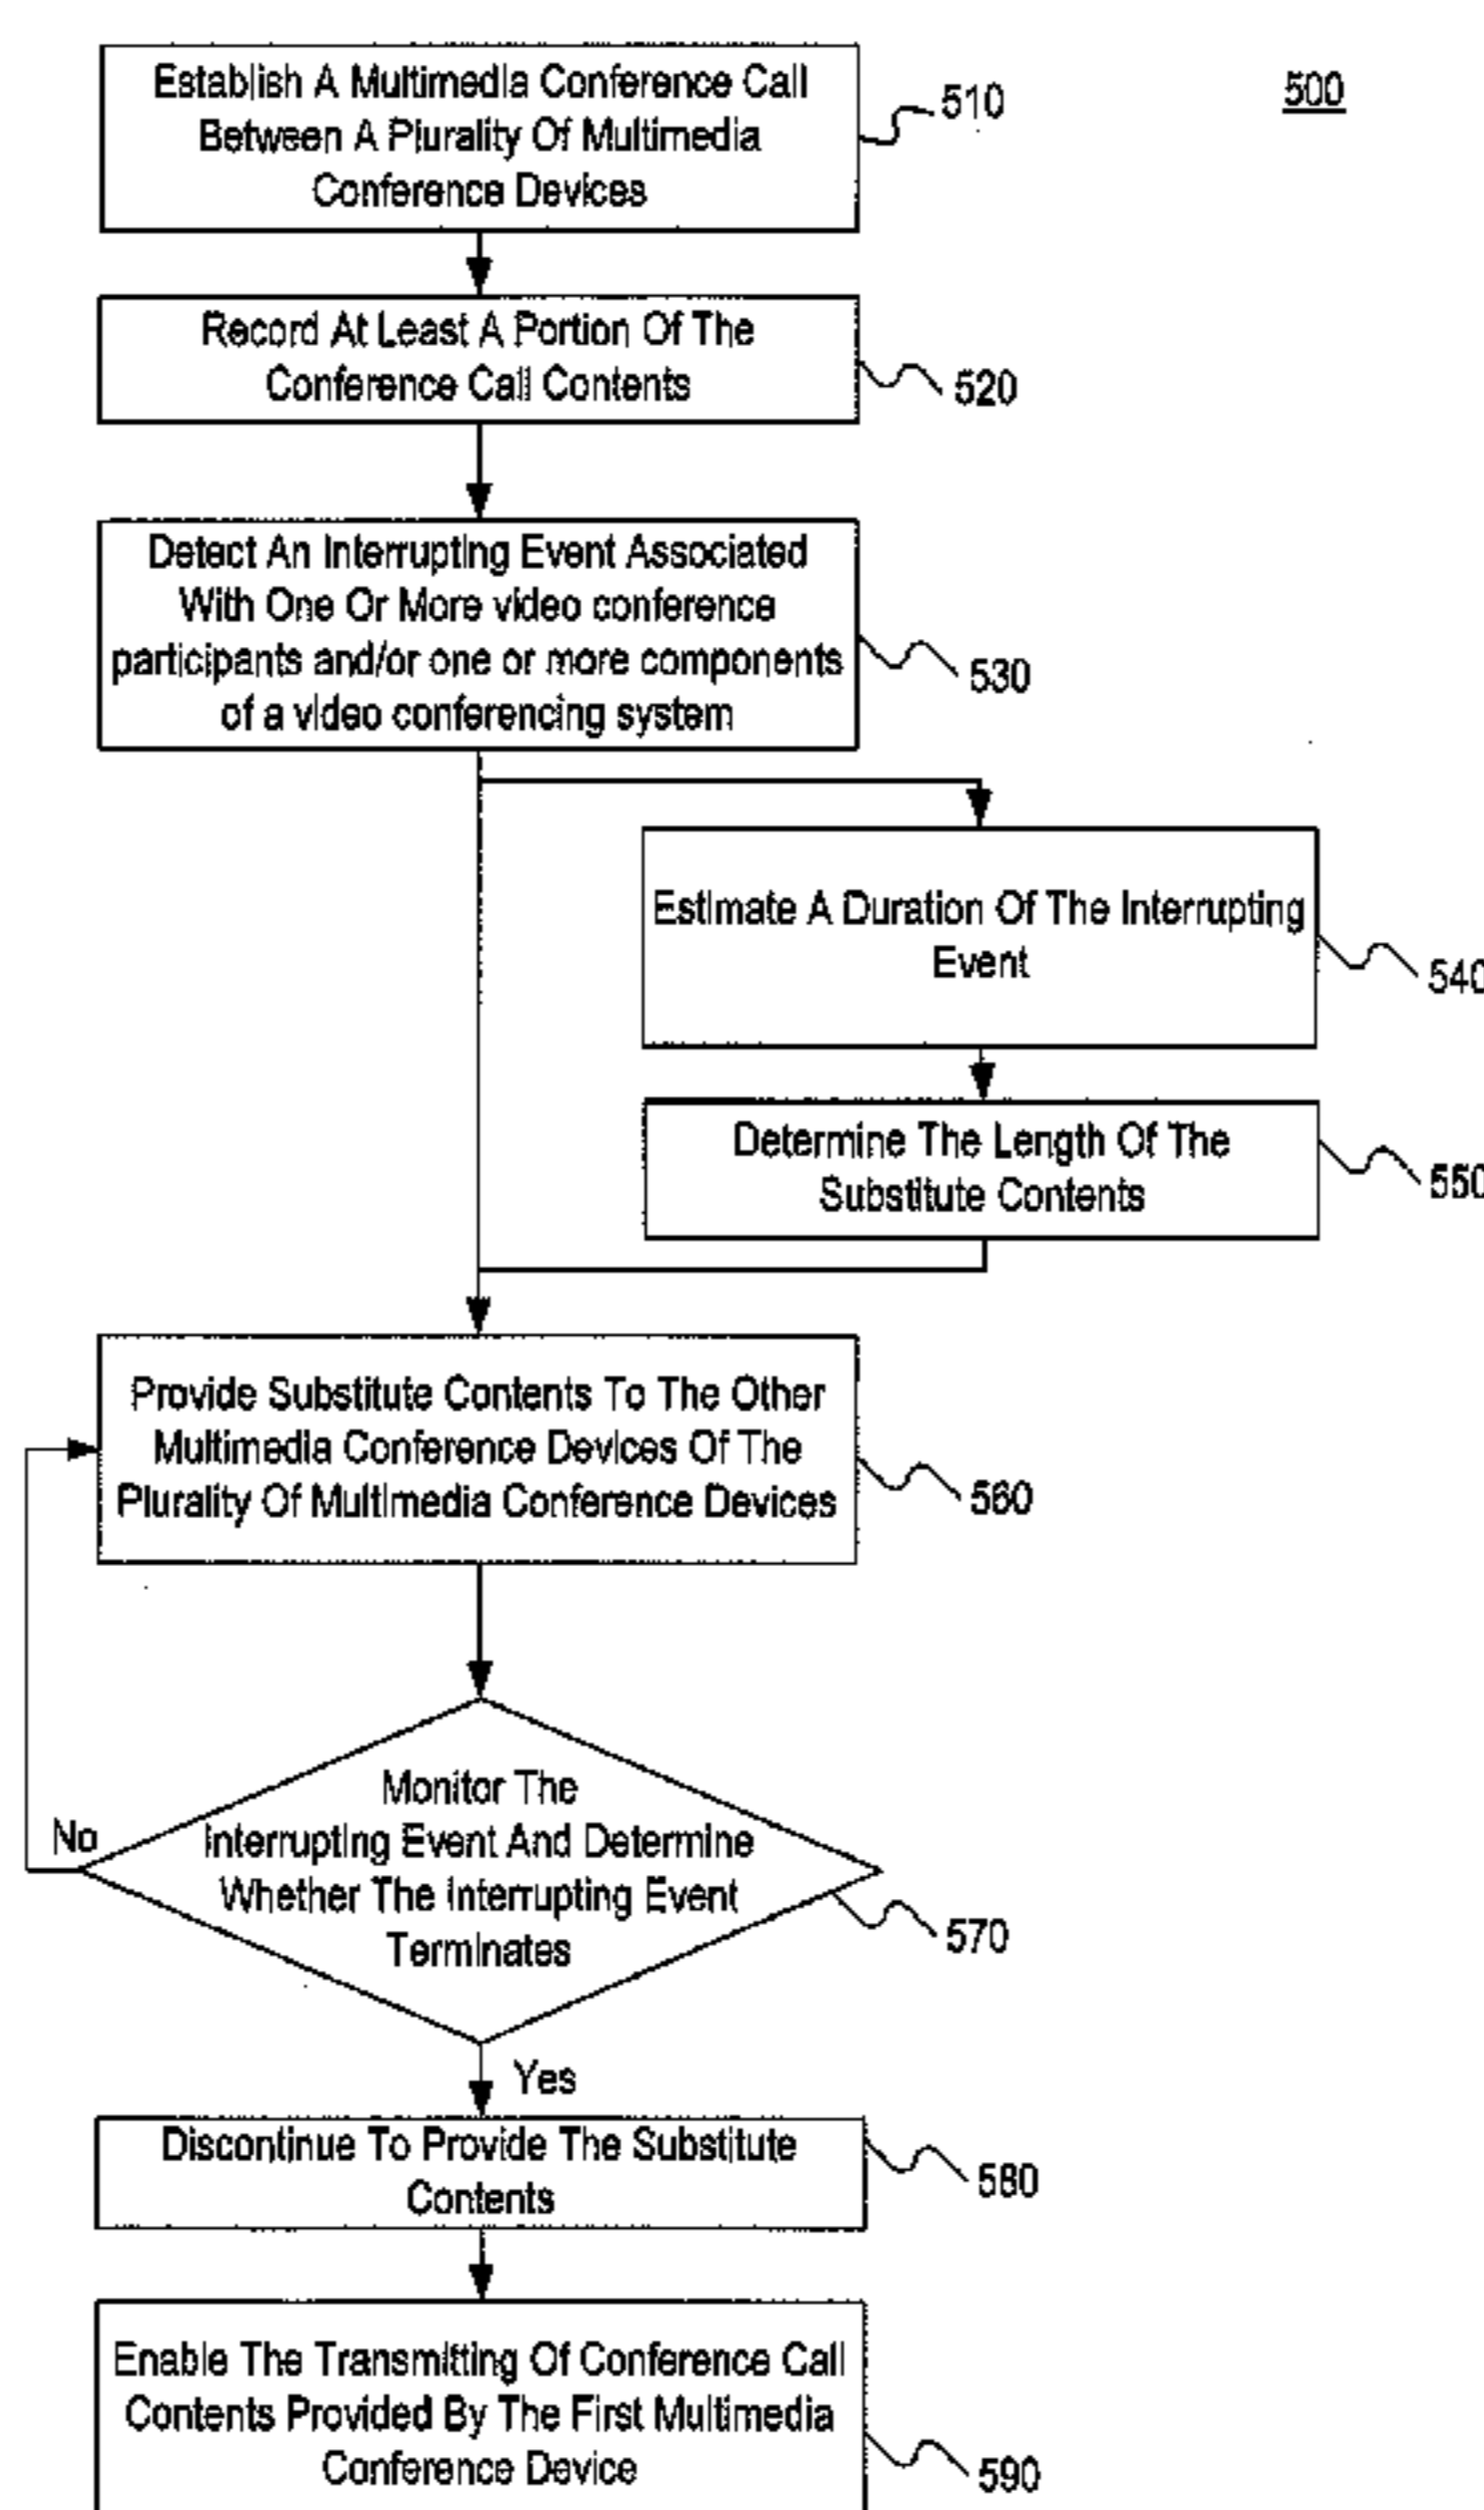 500
Establish A Multimedia Conference Call
Between A Plurality Of Multimedia
Conference Devices
510
Record At Least A Portion Of The
Conference Call Contents
520
Detect An Interrupting Event Associated
With One Or More video conference
participants and/or one or more components
of a video conferencing system
530
Estimate A Duration Of The Interrupting
Event
540
Determine The Length Of The
Substitute Contents
550
Provide Substitute Contents To The Other
Multimedia Conference Devices Of The
Plurality Of Multimedia Conference Devices
560
Monitor The
Interrupting Event And Determine
Whether The Interrupting Event
Terminates
570
No
Yes
Discontinue To Provide The Substitute
Contents
580
Enable The Transmitting Of Conference Call
Contents Provided By The First Multimedia
Conference Device
590